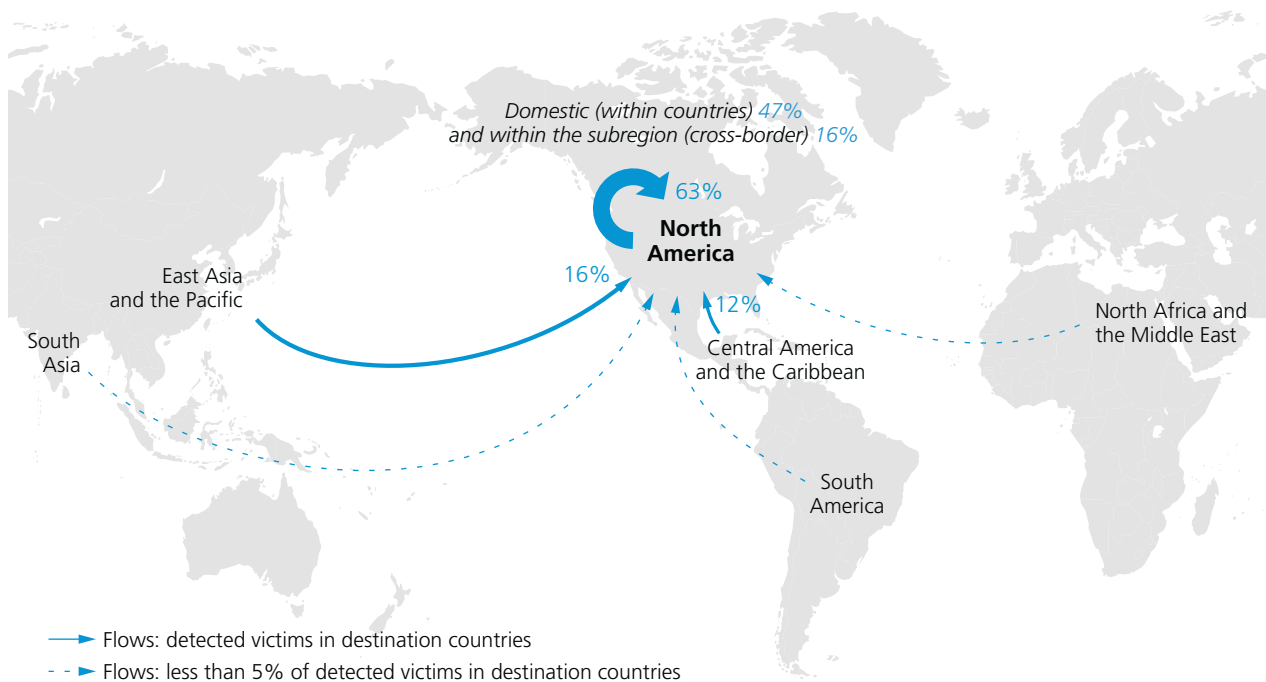 Domestic (within countries) 47%
and within the subregion (cross-border) 16%
63%
North
America
16%
East Asia
and the Pacific
12%
North Africa and
the Middle East
South
Asia
Central America
and the Caribbean
South
America
Flows: detected victims in destination countries
Flows: less than 5% of detected victims in destination countries